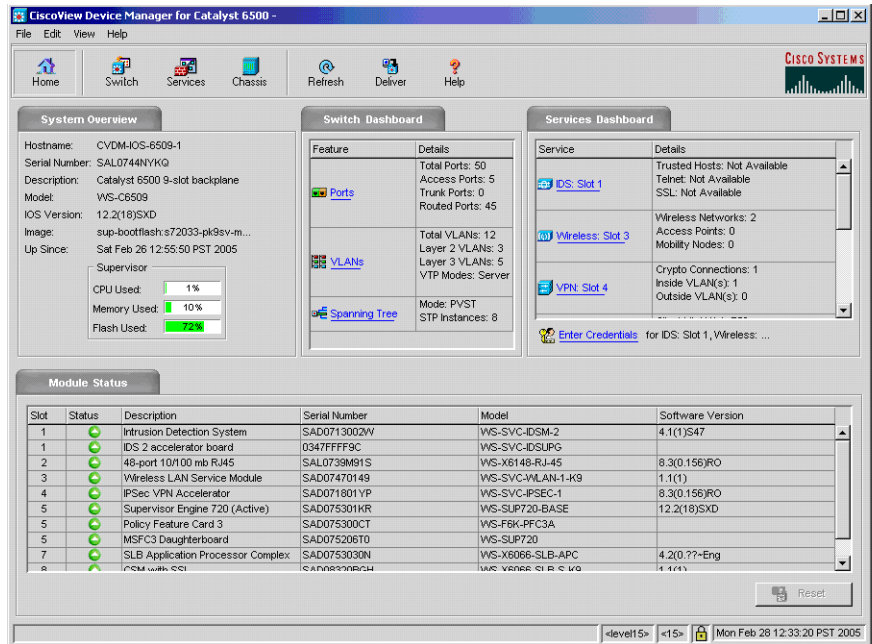 CiscoView Device Manager for Catalyst 6500 -
File Edit View Help
Home Switch Services Chassis Refresh Deliver Help
CISCO SYSTEMS
System Overview
Hostname: CVDM-IOS-6509-1
Serial Number: SAL0744NYKQ
Description: Catalyst 6500 9-slot backplane
Model: WS-C6509
IOS Version: 12.2(18)SXD
Image: sup-bootflash:s72033-pk9sv-m...
Up Since: Sat Feb 26 12:55:50 PST 2005
Supervisor
CPU Used: 1%
Memory Used: 10%
Flash Used: 72%
Switch Dashboard
Feature Details
Ports
Total Ports: 50
Access Ports: 5
Trunk Ports: 0
Routed Ports: 45
VLANs
Total VLANs: 12
Layer 2 VLANs: 3
Layer 3 VLANs: 5
VTP Modes: Server
Spanning Tree
Mode: PVST
STP Instances: 8
Services Dashboard
Service Details
IDS: Slot 1
Trusted Hosts: Not Available
Telnet: Not Available
SSL: Not Available
Wireless: Slot 3
Wireless Networks: 2
Access Points: 0
Mobility Nodes: 0
VPN: Slot 4
Crypto Connections: 1
Inside VLAN(s): 1
Outside VLAN(s): 0
Enter Credentials for IDS: Slot 1, Wireless: ...
Module Status
Slot Status Description Serial Number Model Software Version
1 Intrusion Detection System SAD0713002W WS-SVC-IDSM-2 4.1(1)S47
1 IDS 2 accelerator board 0347FFFF9C WS-SVC-IDSUPG
2 48-port 10/100 mb RJ45 SAL0739M91S WS-X6148-RJ-45 8.3(0.156)RO
3 Wireless LAN Service Module SAD07470149 WS-SVC-WLAN-1-K9 1.1(1)
4 IPSec VPN Accelerator SAD071801YP WS-SVC-IPSEC-1 8.3(0.156)RO
5 Supervisor Engine 720 (Active) SAD075301KR WS-SUP720-BASE 12.2(18)SXD
5 Policy Feature Card 3 SAD075300CT WS-F6K-PFC3A
5 MSFC3 Daughterboard SAD075206T0 WS-SUP720
7 SLB Application Processor Complex SAD0753030N WS-X6066-SLB-APC 4.2(0.??~Eng
8 CSM with SSL SAD08320BGH WS-X6066-SLB-S-K9 1.1(1)
Reset
<level15> <15> Mon Feb 28 12:33:20 PST 2005